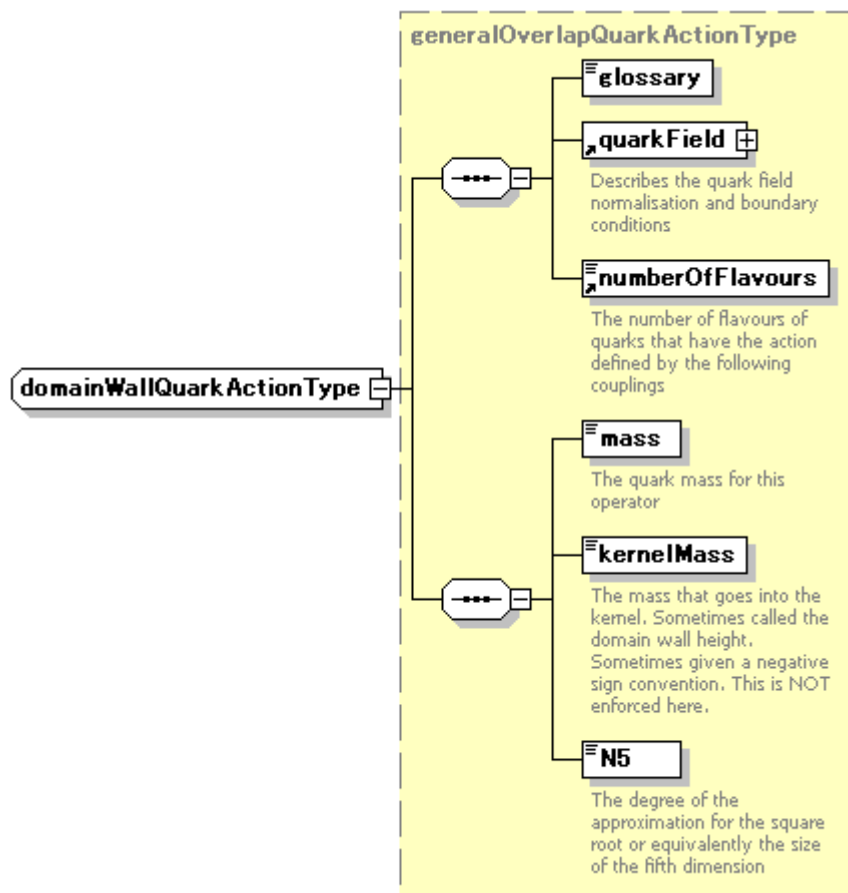 generalOverlapQuarkActionType
glossary
quarkField
Describes the quark field
normalisation and boundary
conditions
numberOfFlavours
The number of flavours of
quarks that have the action
defined by the following
couplings
domainWallQuarkActionType
mass
The quark mass for this
operator
kernelMass
The mass that goes into the
kernel. Sometimes called the
domain wall height.
Sometimes given a negative
sign convention. This is NOT
enforced here.
N5
The degree of the
approximation for the square
root or equivalently the size
of the fifth dimension